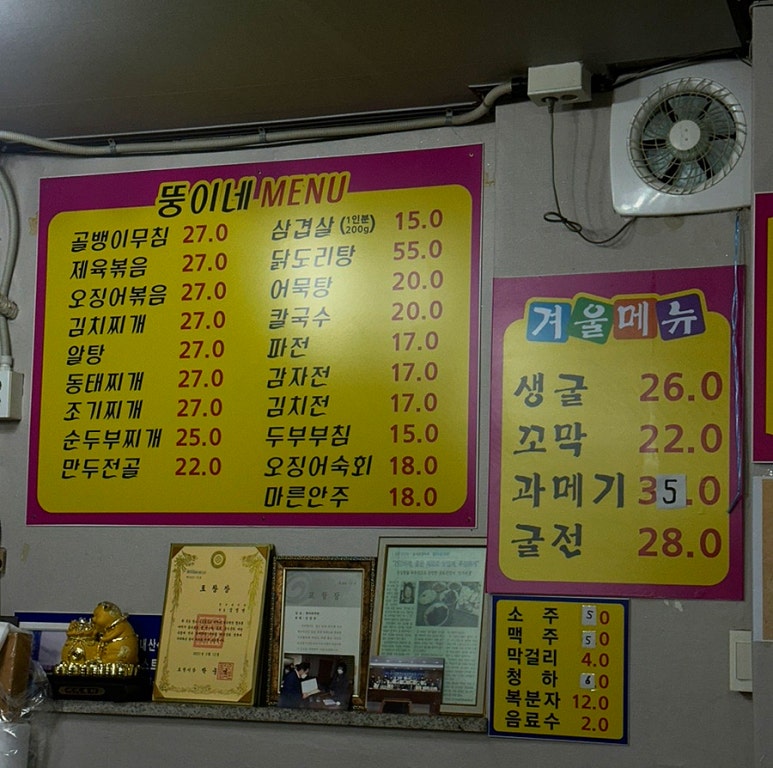 뚱이네 MENU
골뱅이무침 27.0
제육볶음 27.0
오징어볶음 27.0
김치찌개 27.0
알탕 27.0
동태찌개 27.0
조기찌개 27.0
순두부찌개 25.0
만두전골 22.0
삼겹살 (1인분 200g) 15.0
닭도리탕 55.0
어묵탕 20.0
칼국수 20.0
파전 17.0
감자전 17.0
김치전 17.0
두부부침 15.0
오징어숙회 18.0
마른안주 18.0
겨울메뉴
생굴 26.0
꼬막 22.0
과메기 35.0
굴전 28.0
소주 5 0
맥주 5 0
막걸리 4.0
청하 6 0
복분자 12.0
음료수 2.0
표창장
표창장